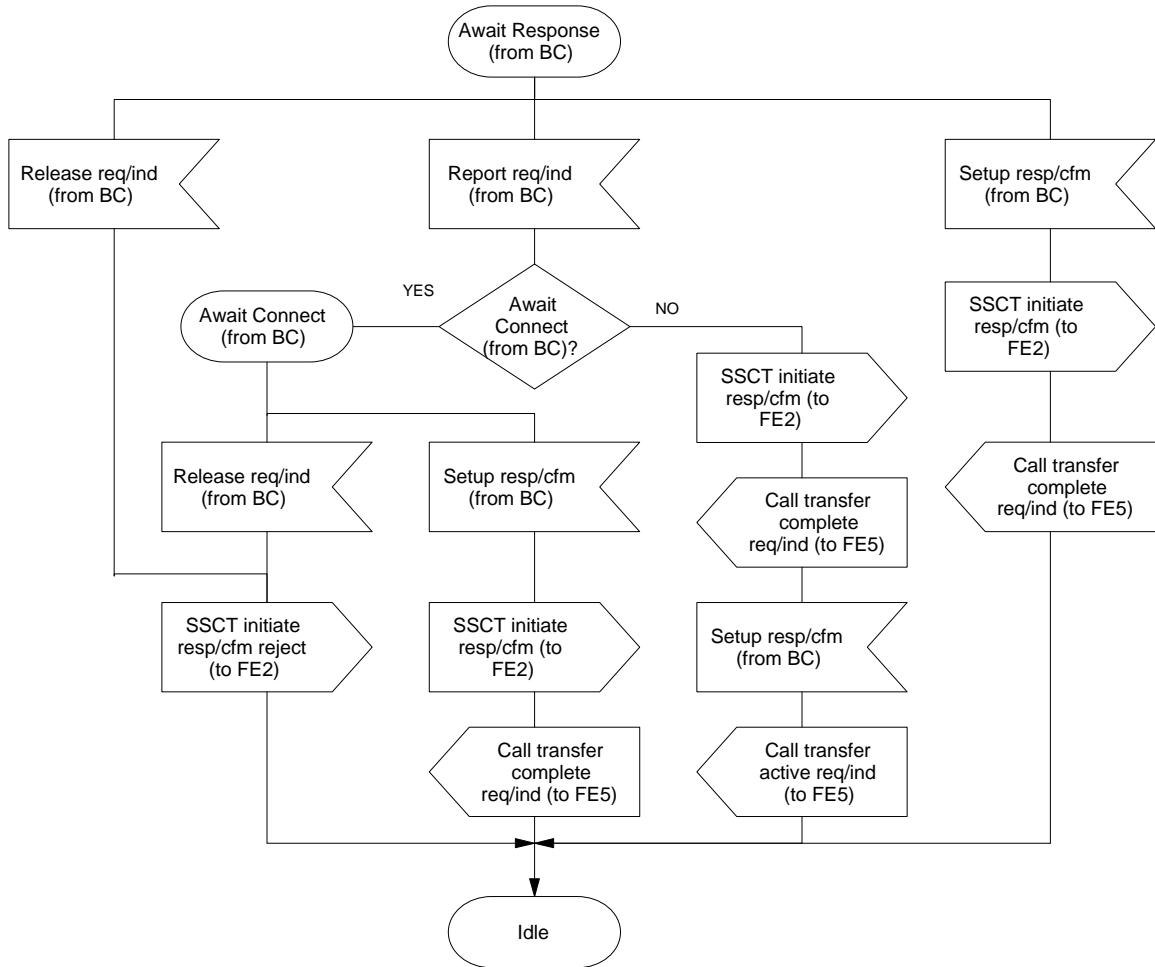 Await Response
(from BC)
Release req/ind
(from BC)
Report req/ind
(from BC)
Setup resp/cfm
(from BC)
YES
Await
Connect
(from BC)?
NO
Await Connect
(from BC)
SSCT initiate
resp/cfm (to
FE2)
SSCT initiate
resp/cfm (to
FE2)
Release req/ind
(from BC)
Setup resp/cfm
(from BC)
Call transfer
complete
req/ind (to FE5)
Call transfer
complete
req/ind (to FE5)
SSCT initiate
resp/cfm reject
(to FE2)
SSCT initiate
resp/cfm (to
FE2)
Setup resp/cfm
(from BC)
Call transfer
complete
req/ind (to FE5)
Call transfer
active req/ind
(to FE5)
Idle